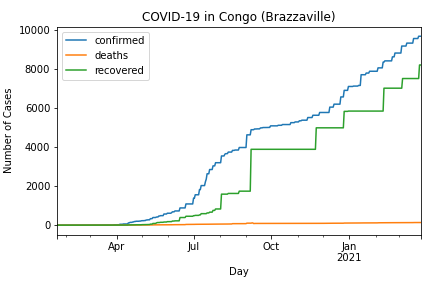 COVID-19 in Congo (Brazzaville)
10000
8000
6000
4000
2000
0
Number of Cases
confirmed
deaths
recovered
Apr
Jul
Oct
Jan
2021
Day